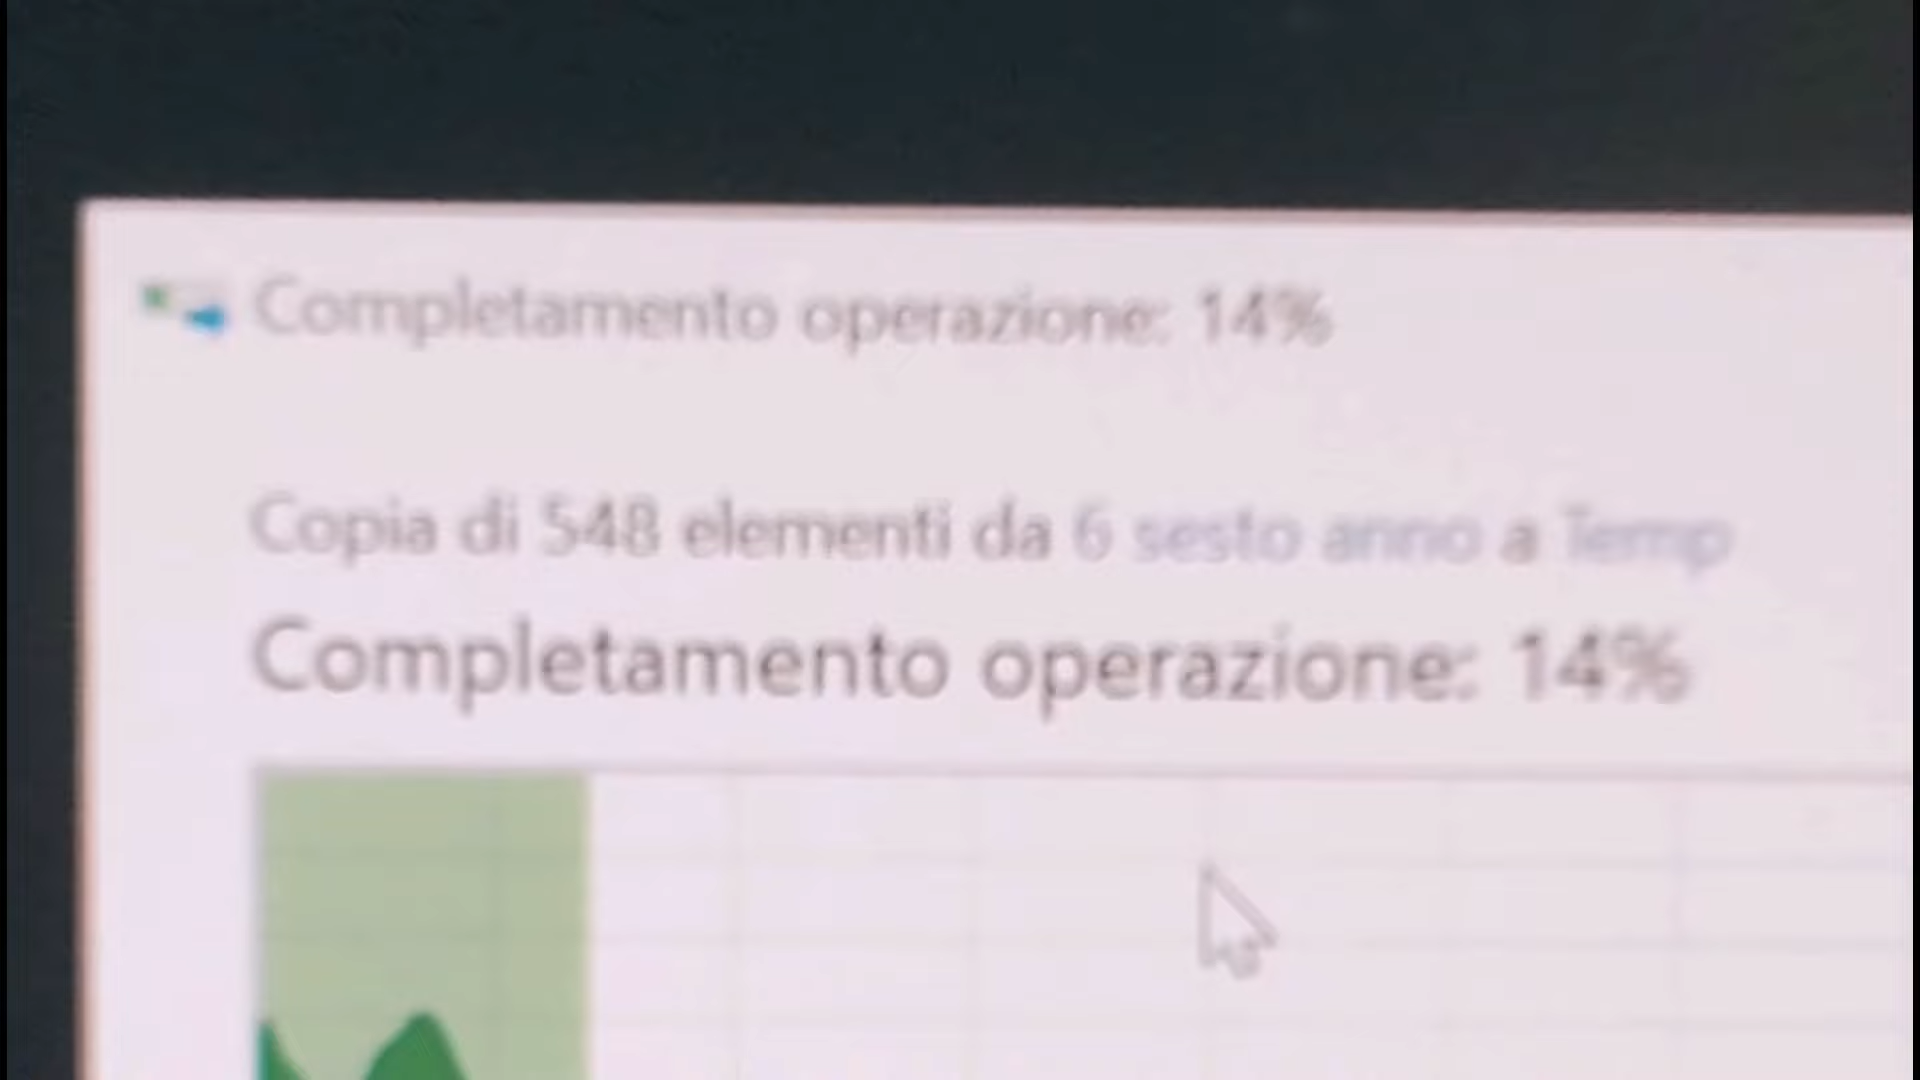 Completamento operazione: 14%
Copia di 548 elementi da 6 sesto anno a Temp
Completamento operazione: 14%